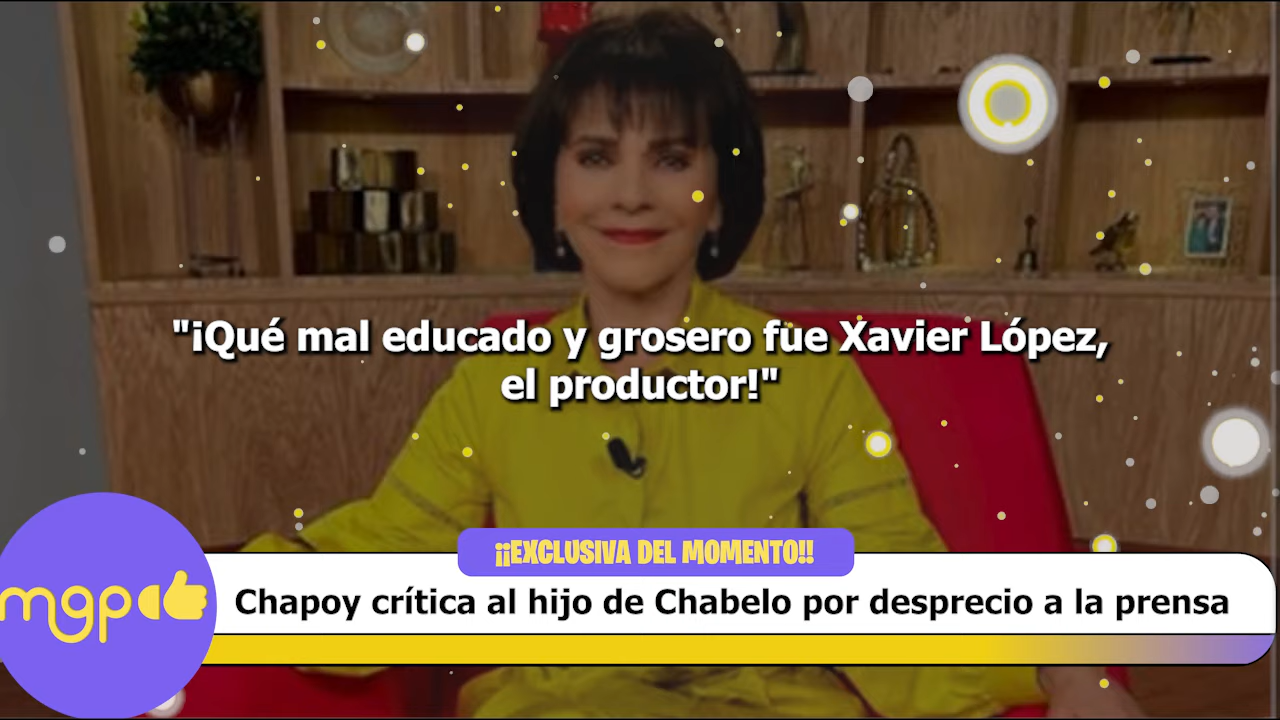 "¡Qué mal educado y grosero fue Xavier López,
el productor!"
¡¡EXCLUSIVA DEL MOMENTO!!
mgp
Chapoy crítica al hijo de Chabelo por desprecio a la prensa